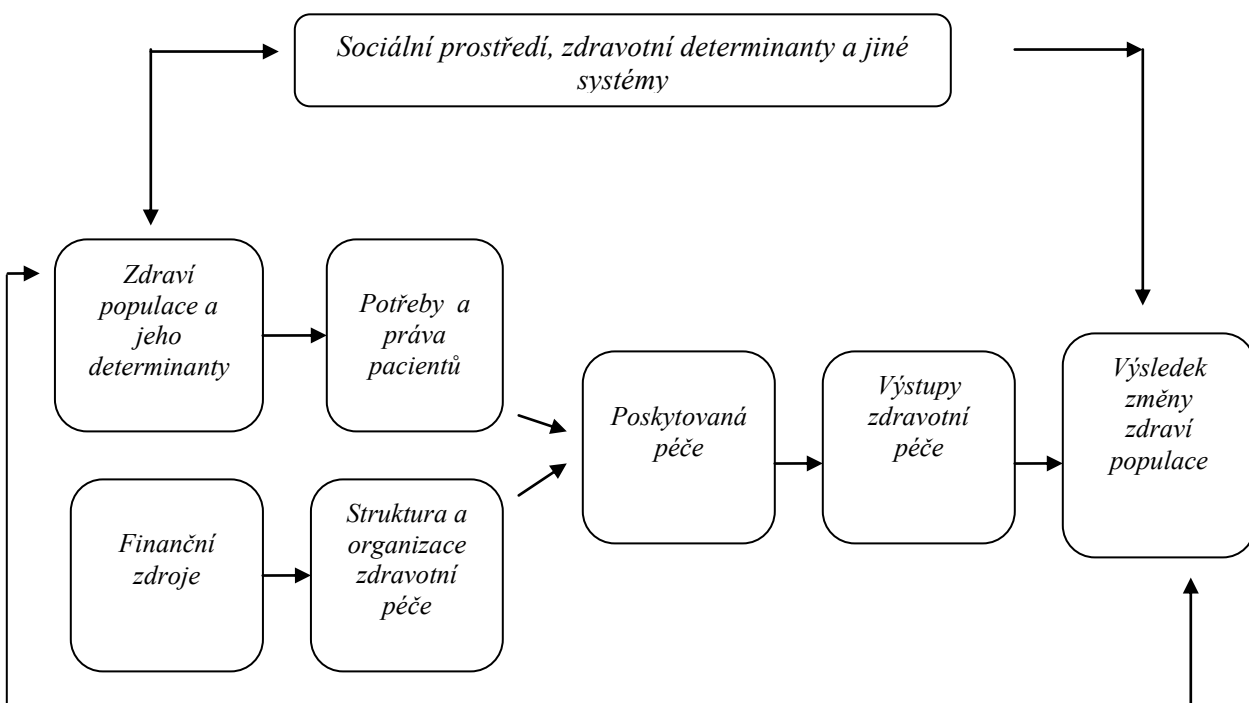 Sociální prostředí, zdravotní determinanty a jiné
systémy
Zdraví
populace a
jeho
determinanty
Potřeby a
práva
pacientů
Poskytovaná
péče
Výstupy
zdravotní
péče
Výsledek
změny
zdraví
populace
Finanční
zdroje
Struktura a
organizace
zdravotní
péče